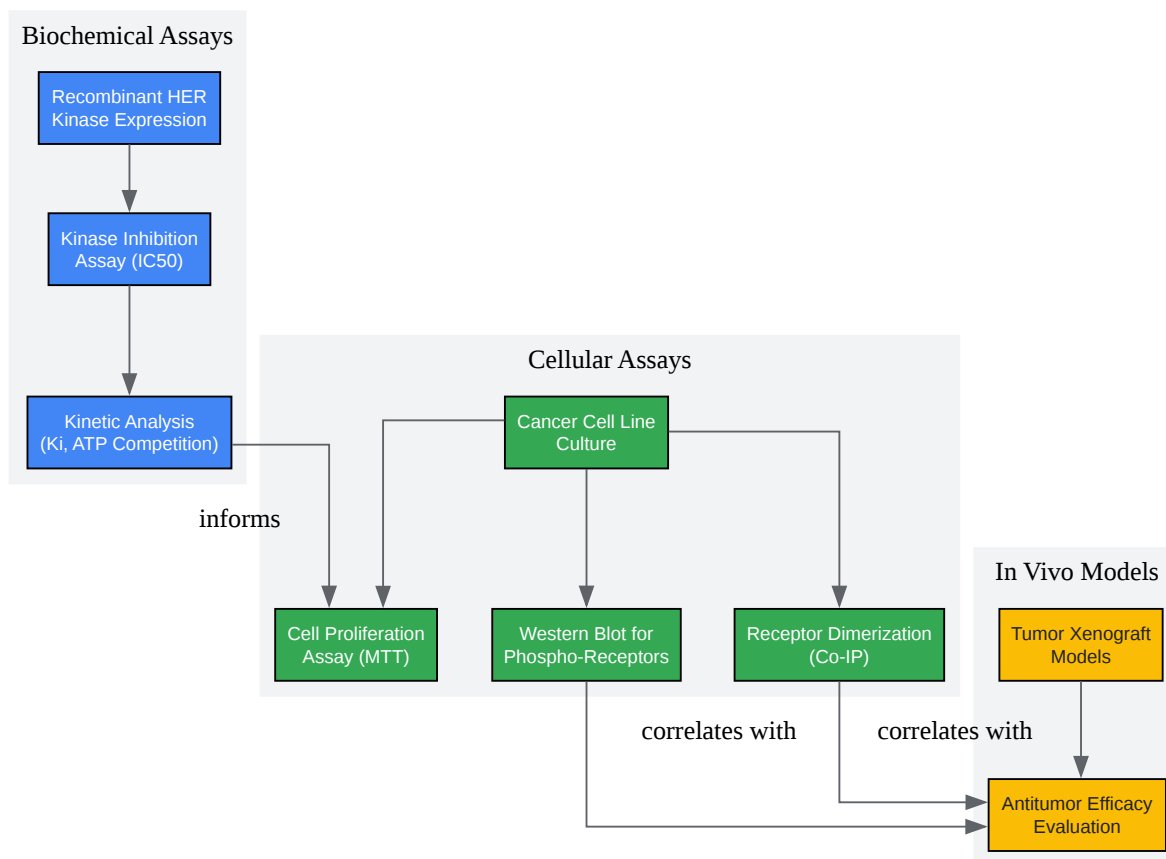 Biochemical Assays
Recombinant HER
Kinase Expression
Kinase Inhibition
Assay (IC50)
Kinetic Analysis
(Ki, ATP Competition)
informs
Cellular Assays
Cancer Cell Line
Culture
Cell Proliferation
Assay (MTT)
Western Blot for
Phospho-Receptors
Receptor Dimerization
(Co-IP)
correlates with
correlates with
In Vivo Models
Tumor Xenograft
Models
Antitumor Efficacy
Evaluation